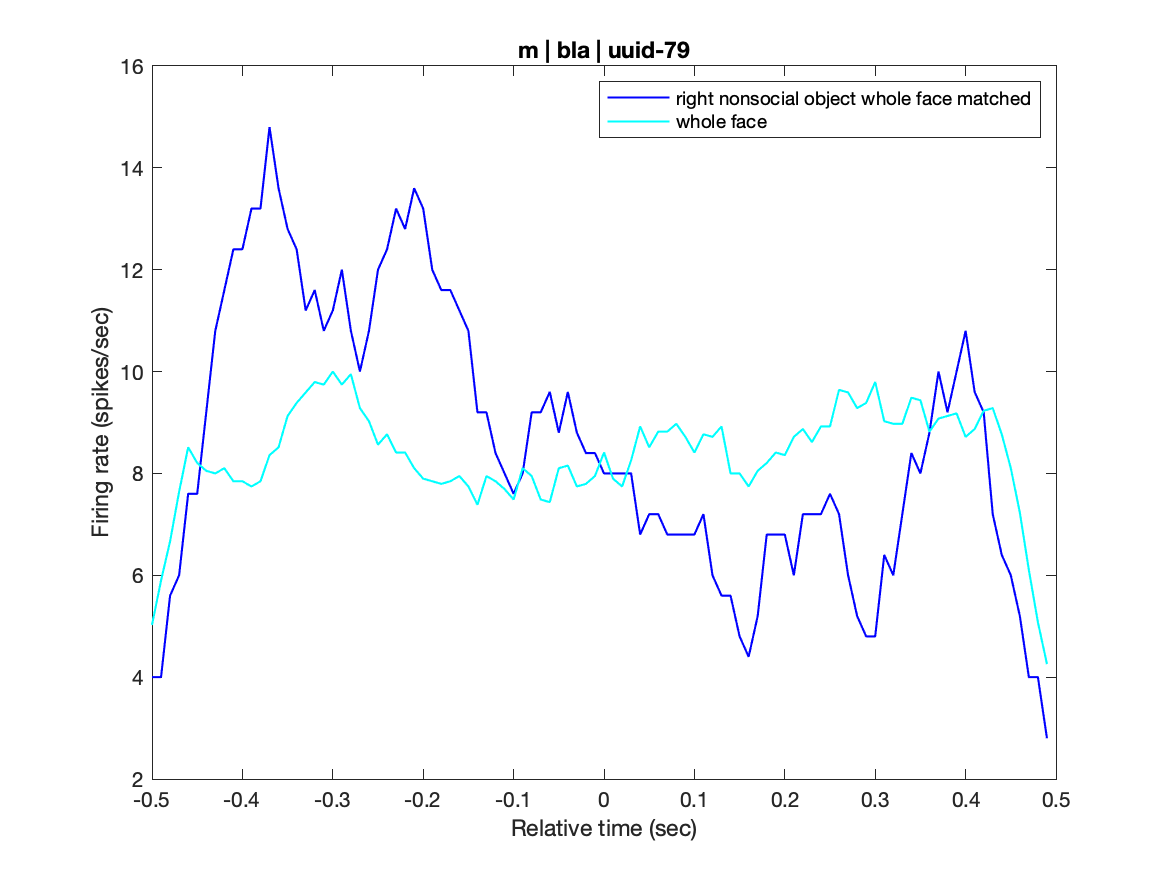 m | bla | uuid-79
16
14
12
10
8
6
4
2
Firing rate (spikes/sec)
right nonsocial object whole face matched
whole face
-0.5 -0.4 -0.3 -0.2 -0.1 0 0.1 0.2 0.3 0.4 0.5
Relative time (sec)